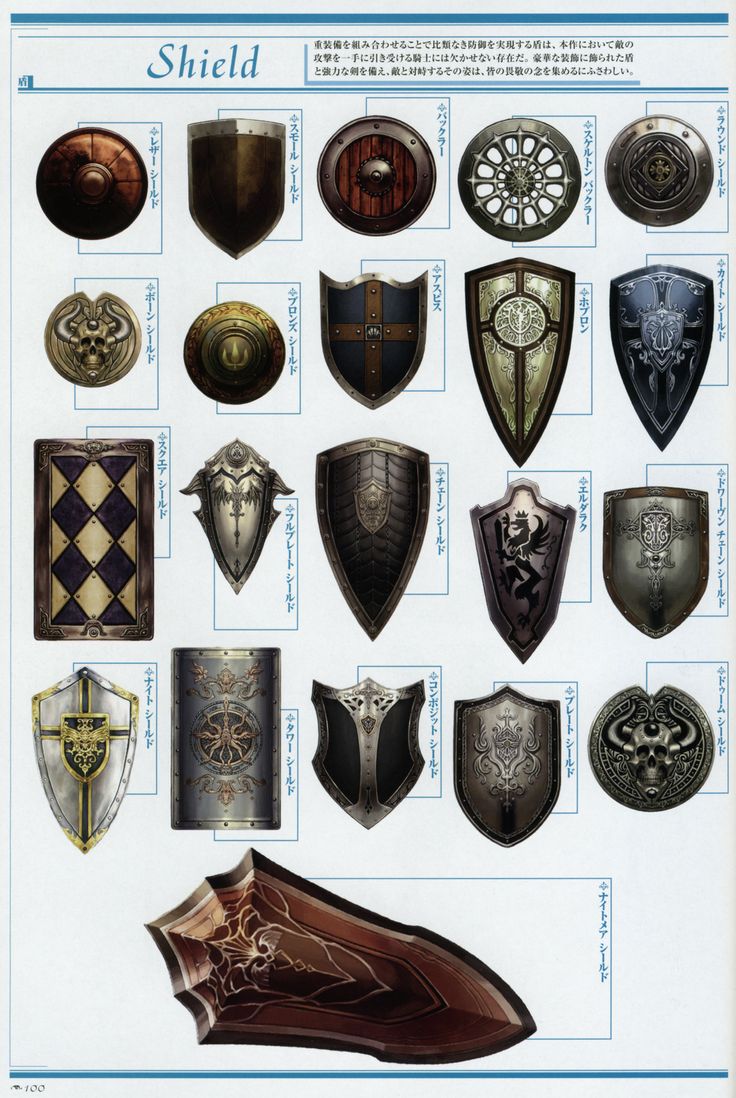 Shield
盾
重装備を組み合わせることで比類なき防御を実現する盾は、本作において敵の
攻撃を一手に引き受ける騎士には欠かせない存在だ。豪華な装飾に飾られた盾
と強力な剣を備え、敵と対峙するその姿は、皆の畏敬の念を集めるにふさわしい。
レザー シールド
スモール シールド
バックラー
スケルトン バックラー
ラウンド シールド
ボーン シールド
ブロンズ シールド
アスピス
ホプロン
カイト シールド
スクエア シールド
フルプレート シールド
チェーン シールド
エルダラク
ドワーヴン チェーン シールド
ナイト シールド
タワー シールド
コンポジット シールド
プレート シールド
ドゥーム シールド
ナイトメア シールド
100